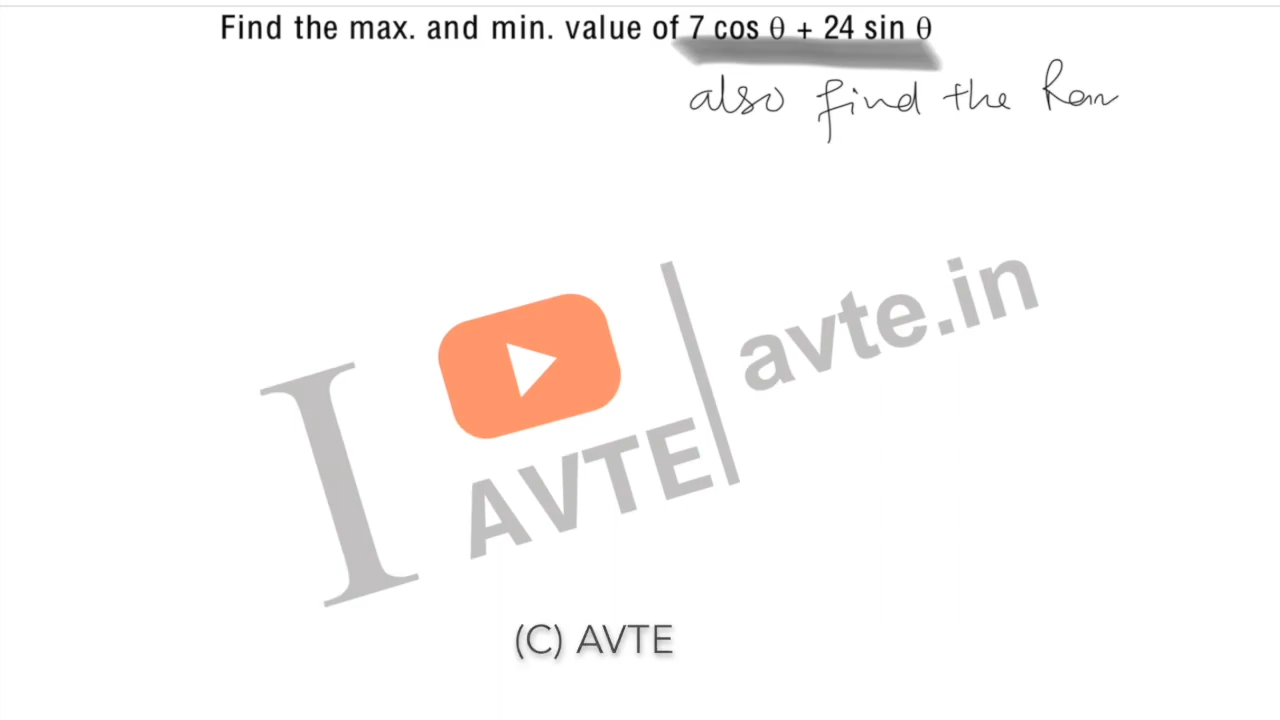 Find the max. and min. value of 7 cos θ + 24 sin θ
also find the Ran
I
AVTE
avte.in
(C) AVTE